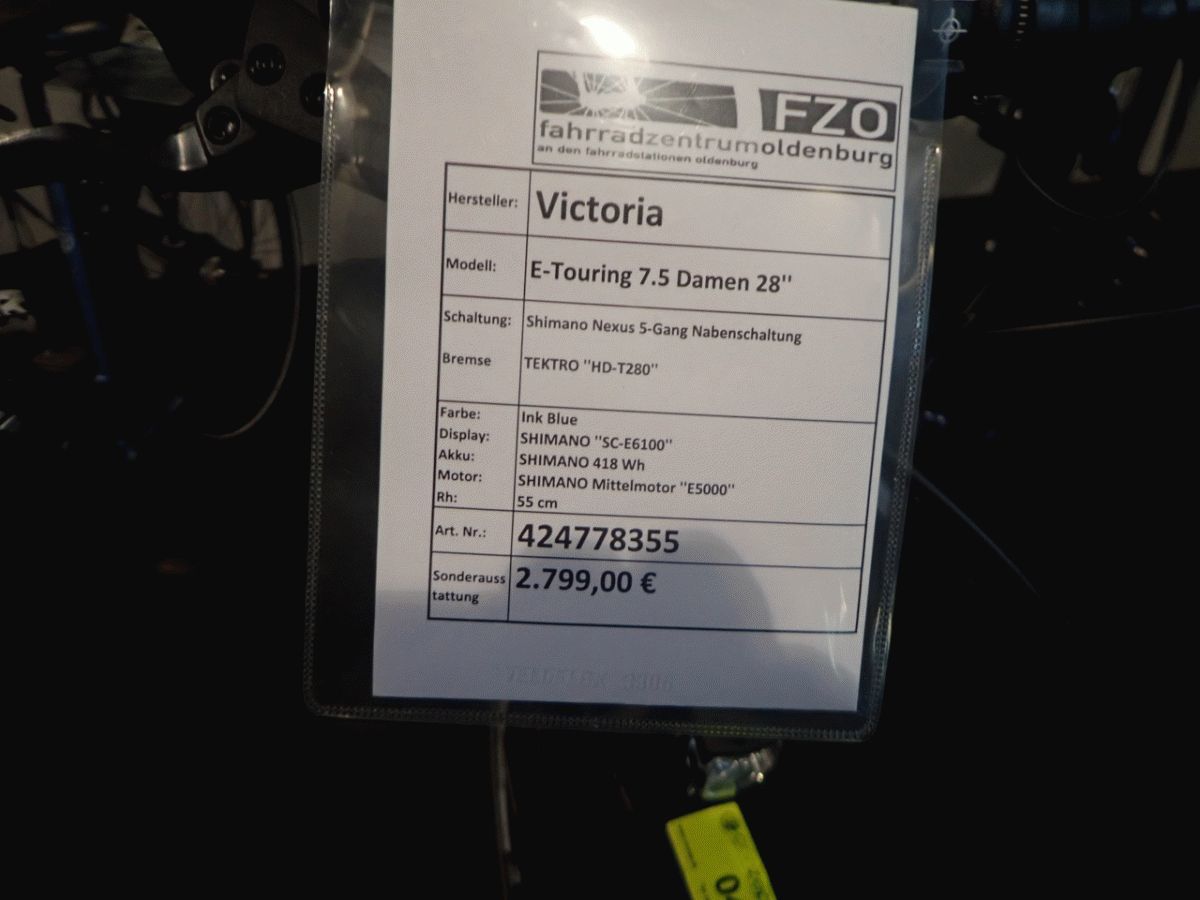 FZO
fahrradzentrumoldenburg
an den fahrradstationen oldenburg
Hersteller: Victoria
Modell: E-Touring 7.5 Damen 28"
Schaltung: Shimano Nexus 5-Gang Nabenschaltung
Bremse TEKTRO "HD-T280"
Farbe: Ink Blue
Display: SHIMANO "SC-E6100"
Akku: SHIMANO 418 Wh
Motor: SHIMANO Mittelmotor "E5000"
Rh: 55 cm
Art. Nr.: 424778355
Sonderauss 2.799,00 €
tattung